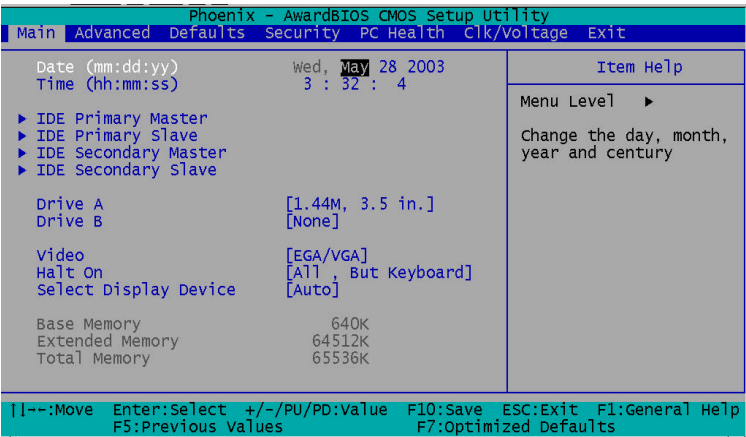 Phoenix - AwardBIOS CMOS Setup Utility
Main Advanced Defaults Security PC Health Clk/Voltage Exit
Date (mm:dd:yy) Wed, May 28 2003
Time (hh:mm:ss) 3 : 32 : 4
▶ IDE Primary Master
▶ IDE Primary Slave
▶ IDE Secondary Master
▶ IDE Secondary Slave
Drive A [1.44M, 3.5 in.]
Drive B [None]
Video [EGA/VGA]
Halt On [All , But Keyboard]
Select Display Device [Auto]
Base Memory 640K
Extended Memory 64512K
Total Memory 65536K
Item Help
Menu Level ▶
Change the day, month,
year and century
↑↓→←:Move Enter:Select +/-/PU/PD:Value F10:Save ESC:Exit F1:General Help
F5:Previous Values F7:Optimized Defaults